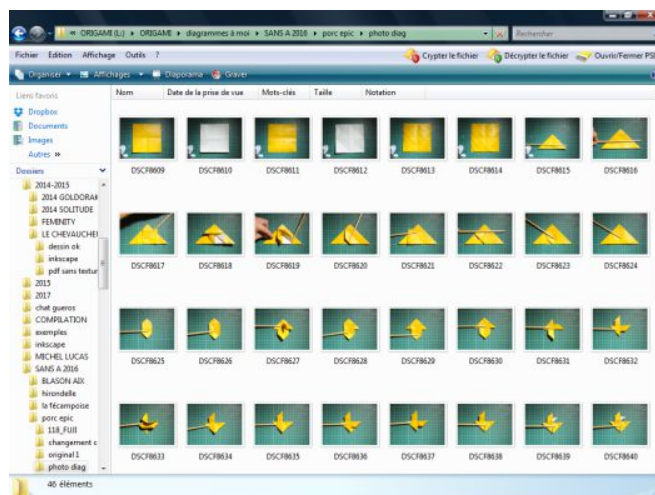 « ORIGAMI (L:) ▸ ORIGAMI ▸ diagrammes à moi ▸ SANS A 2016 ▸ porc epic ▸ photo diag
Rechercher
Fichier Edition Affichage Outils ?
Crypter le fichier Décrypter le fichier Ouvrir/Fermer PSD
Organiser Affichages Diaporama Graver
Liens favoris
Dropbox
Documents
Images
Autres »
Dossiers
2014-2015
2014 GOLDORAK
2014 SOLITUDE
FEMINITY
LE CHEVAUCHEU
dessin ok
inkscape
pdf sans textur
2015
2017
chat gueros
COMPILATION
exemples
inkscape
MICHEL LUCAS
SANS A 2016
BLASON AIX
hirondelle
la fécampoise
porc epic
118_FUJI
changement c
original 1
photo diag
Nom Date de la prise de vue Mots-clés Taille Notation
DSCF8609 DSCF8610 DSCF8611 DSCF8612 DSCF8613 DSCF8614 DSCF8615 DSCF8616
DSCF8617 DSCF8618 DSCF8619 DSCF8620 DSCF8621 DSCF8622 DSCF8623 DSCF8624
DSCF8625 DSCF8626 DSCF8627 DSCF8628 DSCF8629 DSCF8630 DSCF8631 DSCF8632
DSCF8633 DSCF8634 DSCF8635 DSCF8636 DSCF8637 DSCF8638 DSCF8639 DSCF8640
46 éléments